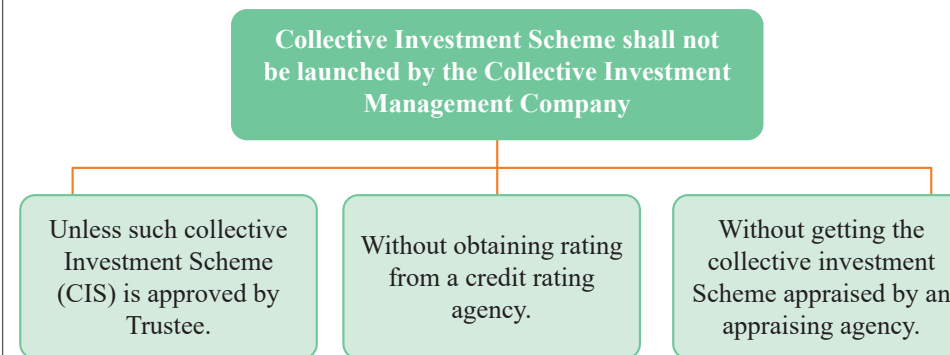 Collective Investment Scheme shall not
be launched by the Collective Investment
Management Company
Unless such collective
Investment Scheme
(CIS) is approved by
Trustee.
Without obtaining rating
from a credit rating
agency.
Without getting the
collective investment
Scheme appraised by an
appraising agency.